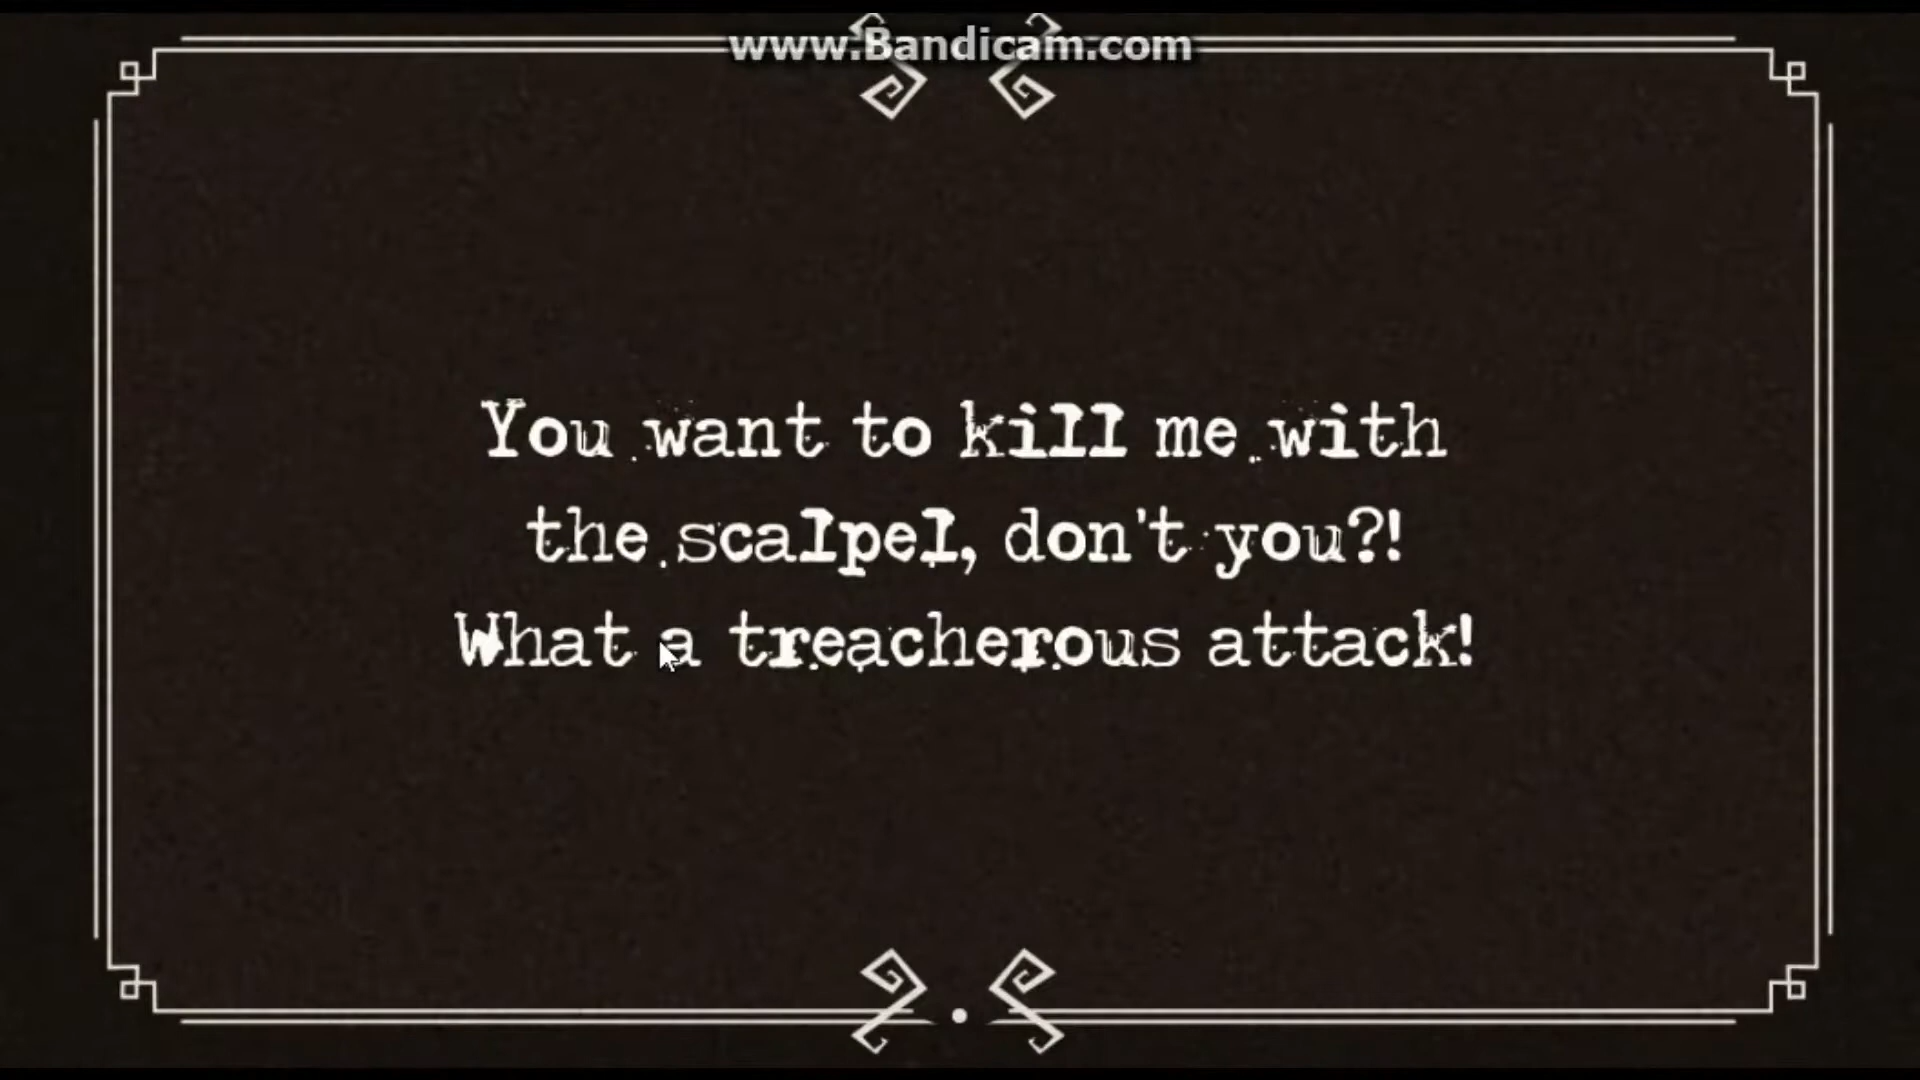 www.Bandicam.com
You want to kill me with
the scalpel, don't you?!
What a treacherous attack!